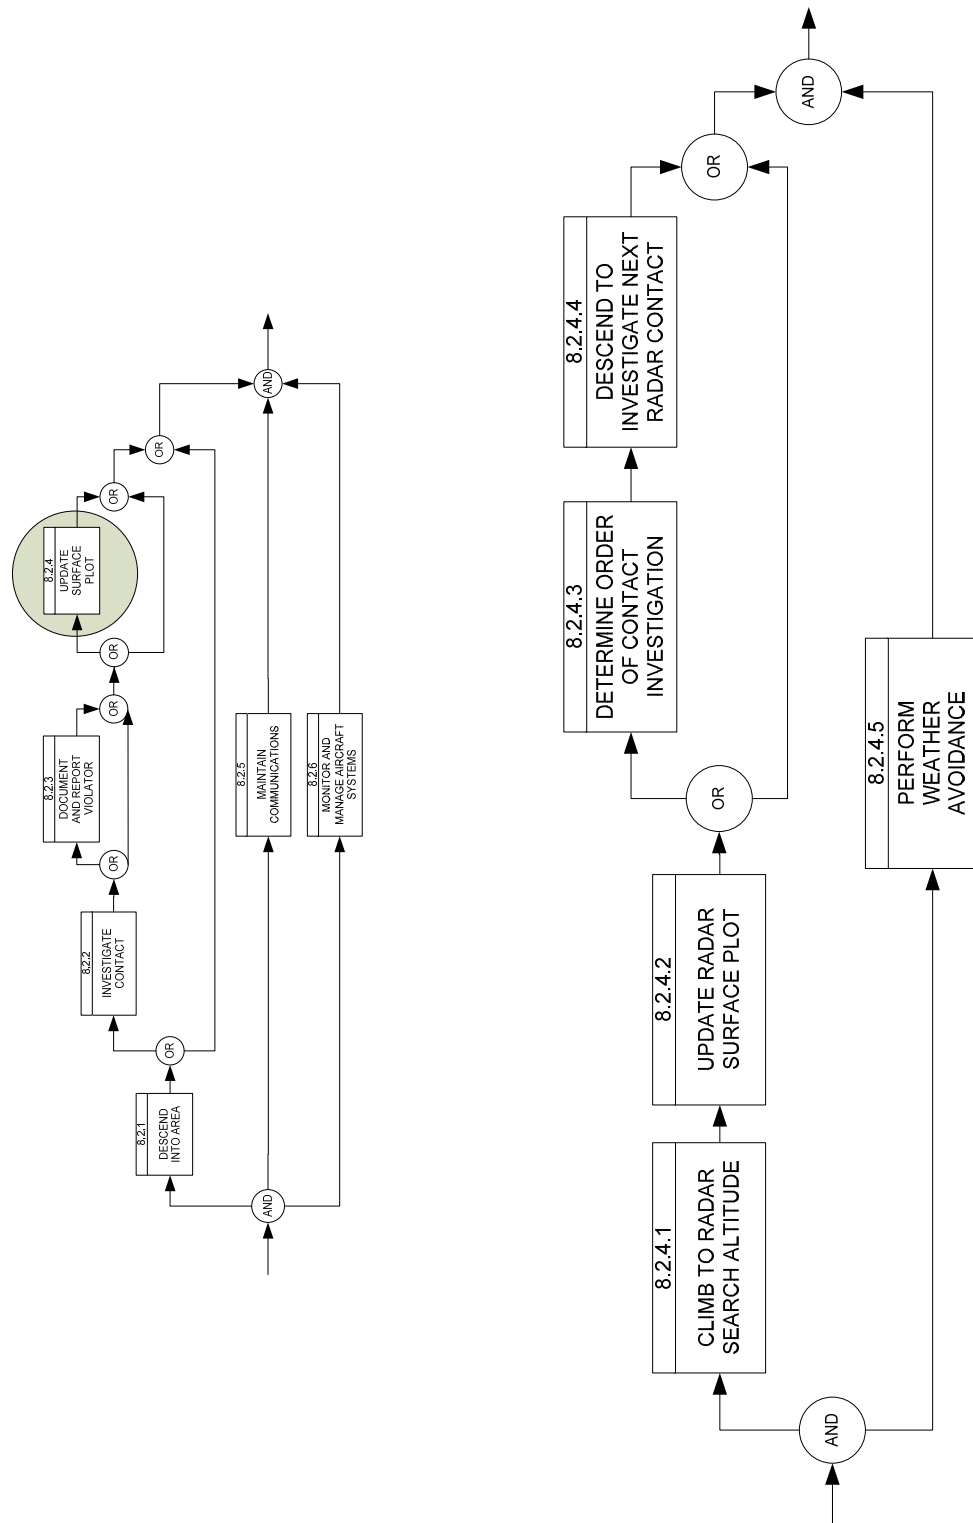 8.2.1
DESCEND
INTO AREA
8.2.2
INVESTIGATE
CONTACT
8.2.3
DOCUMENT
AND REPORT
VIOLATOR
8.2.4
UPDATE
SURFACE
PLOT
8.2.5
MAINTAIN
COMMUNICATIONS
8.2.6
MONITOR AND
MANAGE AIRCRAFT
SYSTEMS
AND
OR
OR
OR
OR
OR
OR
AND
8.2.4.1
CLIMB TO RADAR
SEARCH ALTITUDE
8.2.4.2
UPDATE RADAR
SURFACE PLOT
8.2.4.3
DETERMINE ORDER
OF CONTACT
INVESTIGATION
8.2.4.4
DESCEND TO
INVESTIGATE NEXT
RADAR CONTACT
8.2.4.5
PERFORM
WEATHER
AVOIDANCE
AND
OR
OR
AND